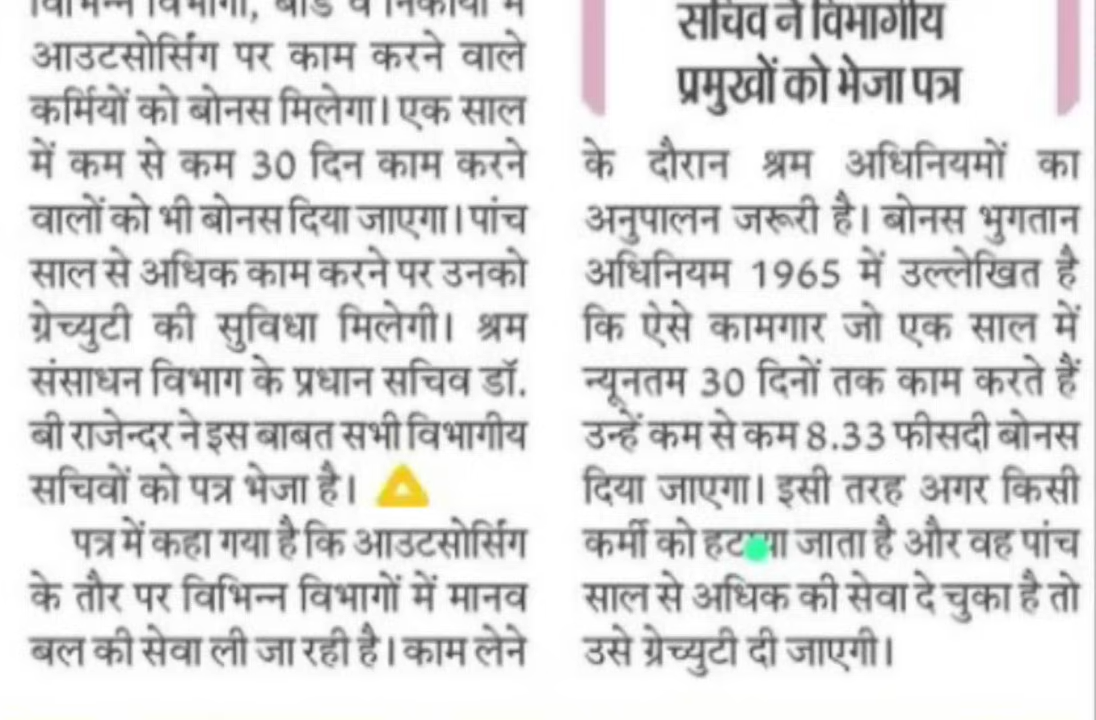 विभिन्न विभागों, बोर्ड व निकायों में
आउटसोर्सिंग पर काम करने वाले
कर्मियों को बोनस मिलेगा। एक साल
में कम से कम 30 दिन काम करने
वालों को भी बोनस दिया जाएगा। पांच
साल से अधिक काम करने पर उनको
ग्रेच्युटी की सुविधा मिलेगी। श्रम
संसाधन विभाग के प्रधान सचिव डॉ.
बी राजेन्दर ने इस बाबत सभी विभागीय
सचिवों को पत्र भेजा है।
पत्र में कहा गया है कि आउटसोर्सिंग
के तौर पर विभिन्न विभागों में मानव
बल की सेवा ली जा रही है। काम लेने
सचिव ने विभागीय
प्रमुखों को भेजा पत्र
के दौरान श्रम अधिनियमों का
अनुपालन जरूरी है। बोनस भुगतान
अधिनियम 1965 में उल्लेखित है
कि ऐसे कामगार जो एक साल में
न्यूनतम 30 दिनों तक काम करते हैं
उन्हें कम से कम 8.33 फीसदी बोनस
दिया जाएगा। इसी तरह अगर किसी
कर्मी को जाता है और वह पांच
साल से अधिक की सेवा दे चुका है तो
उसे ग्रेच्युटी दी जाएगी।